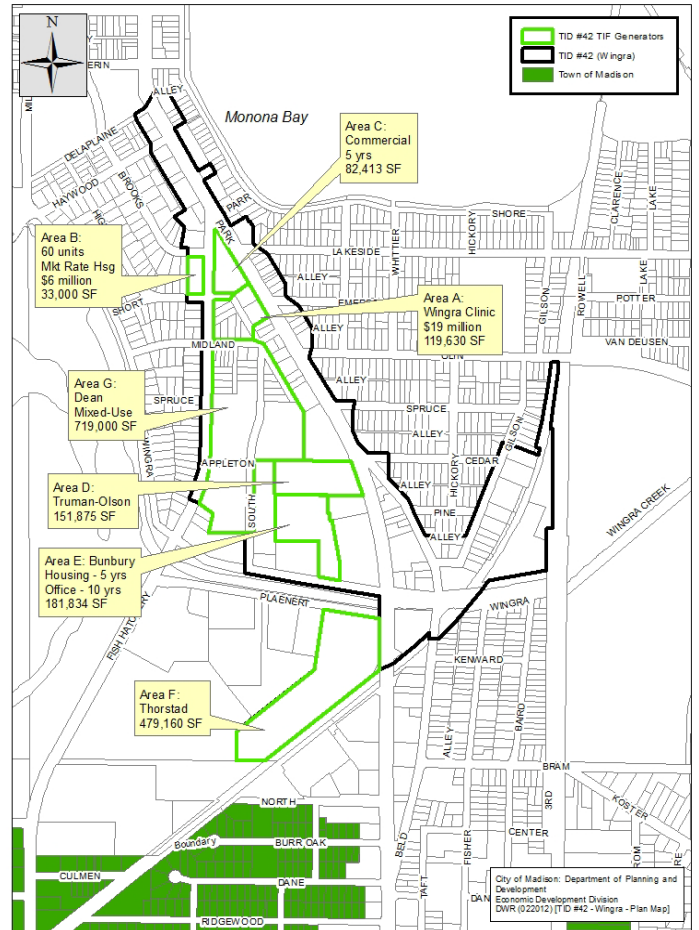 N
TID #42 TIF Generators
TID #42 (Wingra)
Town of Madison
ERIN
ALLEY
Monona Bay
DELAPLAINE
HAYWOOD
BROOKS
PARR
PARK
Area C:
Commercial
5 yrs
82,413 SF
SHORE
HICKORY
WHITTIER
CLARENCE
LAKE
LAKESIDE
Area B:
60 units
Mkt Rate Hsg
$6 million
33,000 SF
ALLEY
GILSON
ROWELL
LAKE
POTTER
SHORT
Area A:
Wingra Clinic
$19 million
119,630 SF
ALLEY
MIDLAND
OLIN
VAN DEUSEN
Area G:
Dean
Mixed-Use
719,000 SF
ALLEY
SPRUCE
SPRUCE
WINGRA
ALLEY
GILSON
APPLETON
CEDAR
HICKORY
ALLEY
Area D:
Truman-Olson
151,875 SF
SOUTH
PINE
ALLEY
WINGRA CREEK
Area E: Bunbury
Housing - 5 yrs
Office - 10 yrs
181,834 SF
PLAENERT
WINGRA
FISH HATCHERY
KENWARD
Area F:
Thorstad
479,160 SF
ALLEY
BAIRD
BRAM
NORTH
KOSTER
3RD
Boundary
BURR OAK
BELD
FISHER
CENTER
CULMEN
DANE
TAFT
RIDGEWOOD
City of Madison: Department of Planning and
Development
Economic Development Division
DWR (022012) [TID #42 - Wingra - Plan Map]